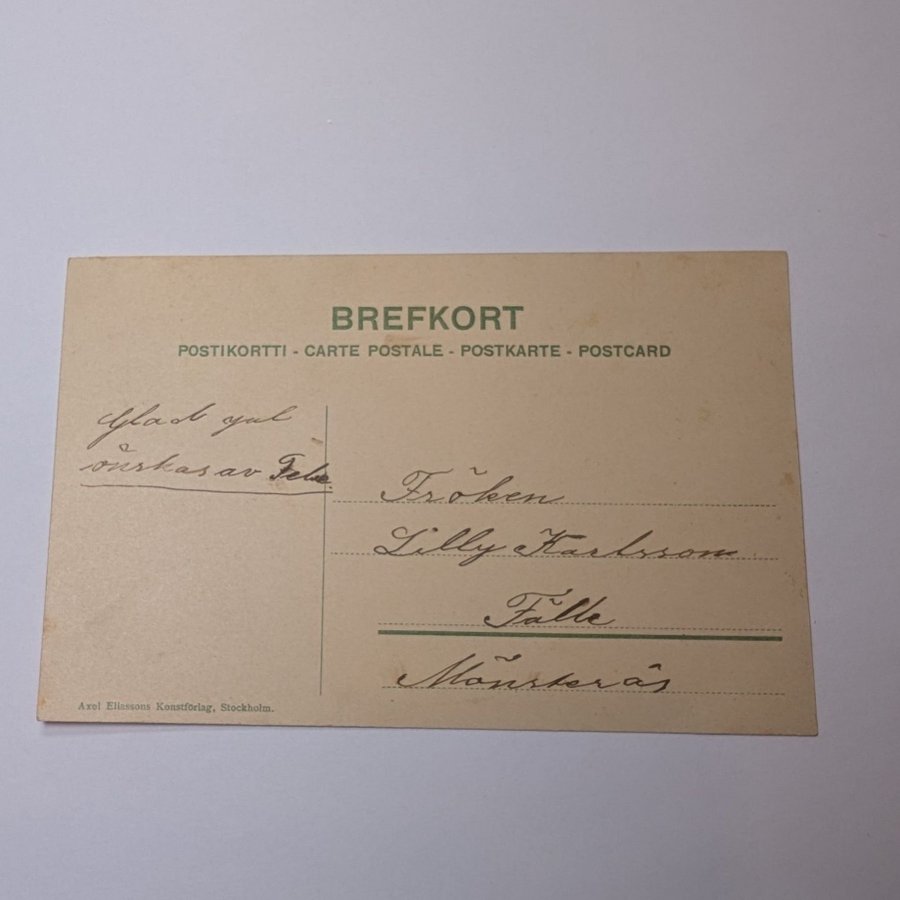 BREFKORT
POSTIKORTTI - CARTE POSTALE - POSTKARTE - POSTCARD
Glad jul
önskas av
Fröken
Lilly Karlsson
Fälle
Mönsterås
Axel Eliassons Konstförlag, Stockholm.